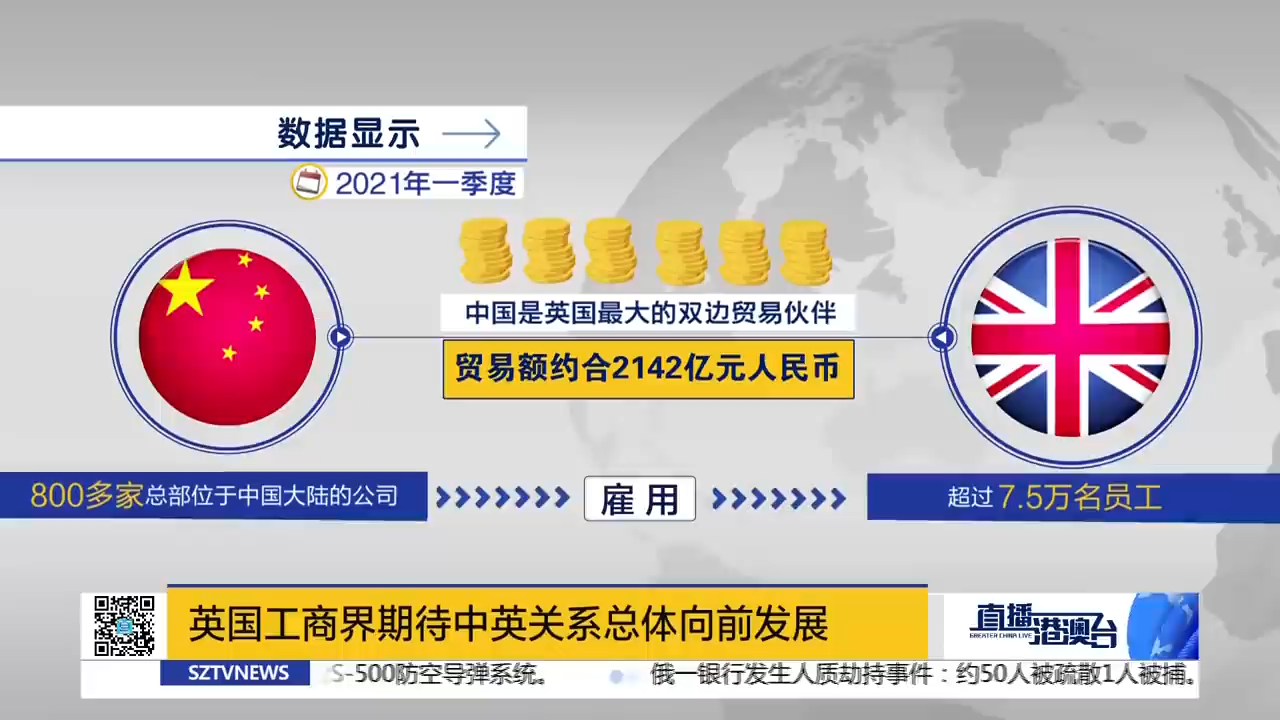 数据显示
2021年一季度
中国是英国最大的双边贸易伙伴
贸易额约合2142亿元人民币
800多家总部位于中国大陆的公司
雇用
超过7.5万名员工
英国工商界期待中英关系总体向前发展
直播港澳台
GREATER CHINA LIVE
SZTVNEWS
S-500防空导弹系统。
俄一银行发生人质劫持事件：约50人被疏散1人被捕。